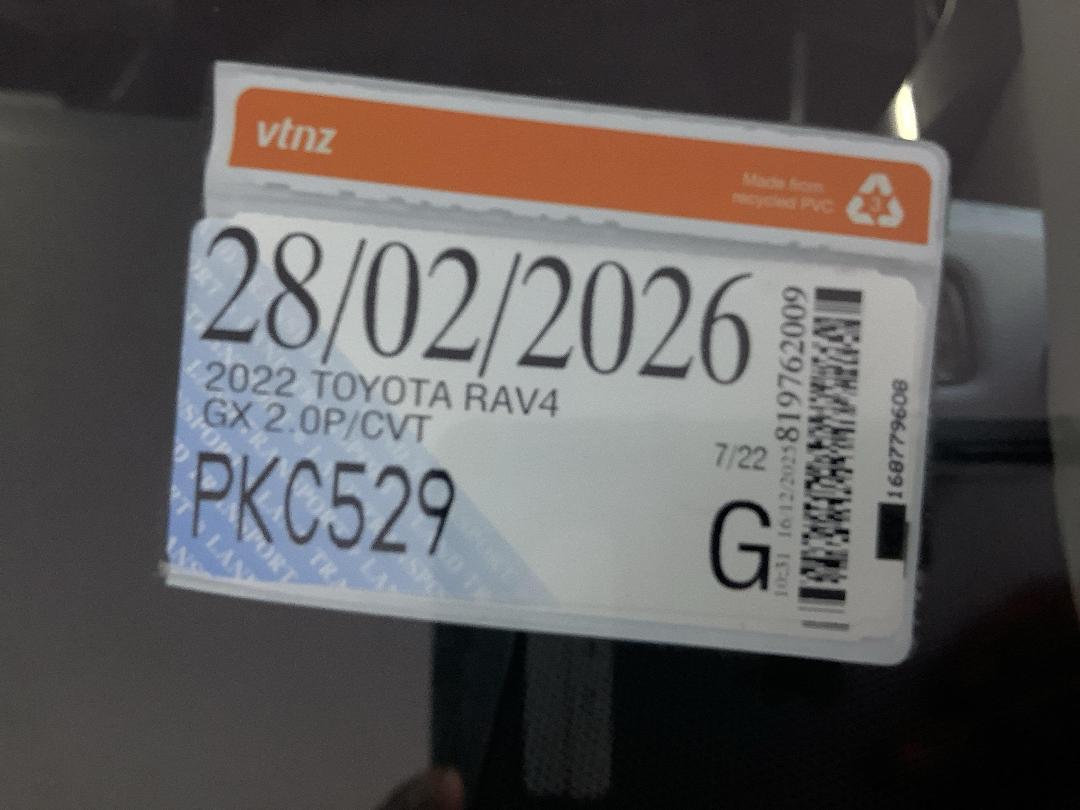 vtnz
Made from
recycled PVC
3
28/02/2026
2022 TOYOTA RAV4
GX 2.0P/CVT
PKC529
7/22
G
10:31 16/12/2025 819762009
168779608